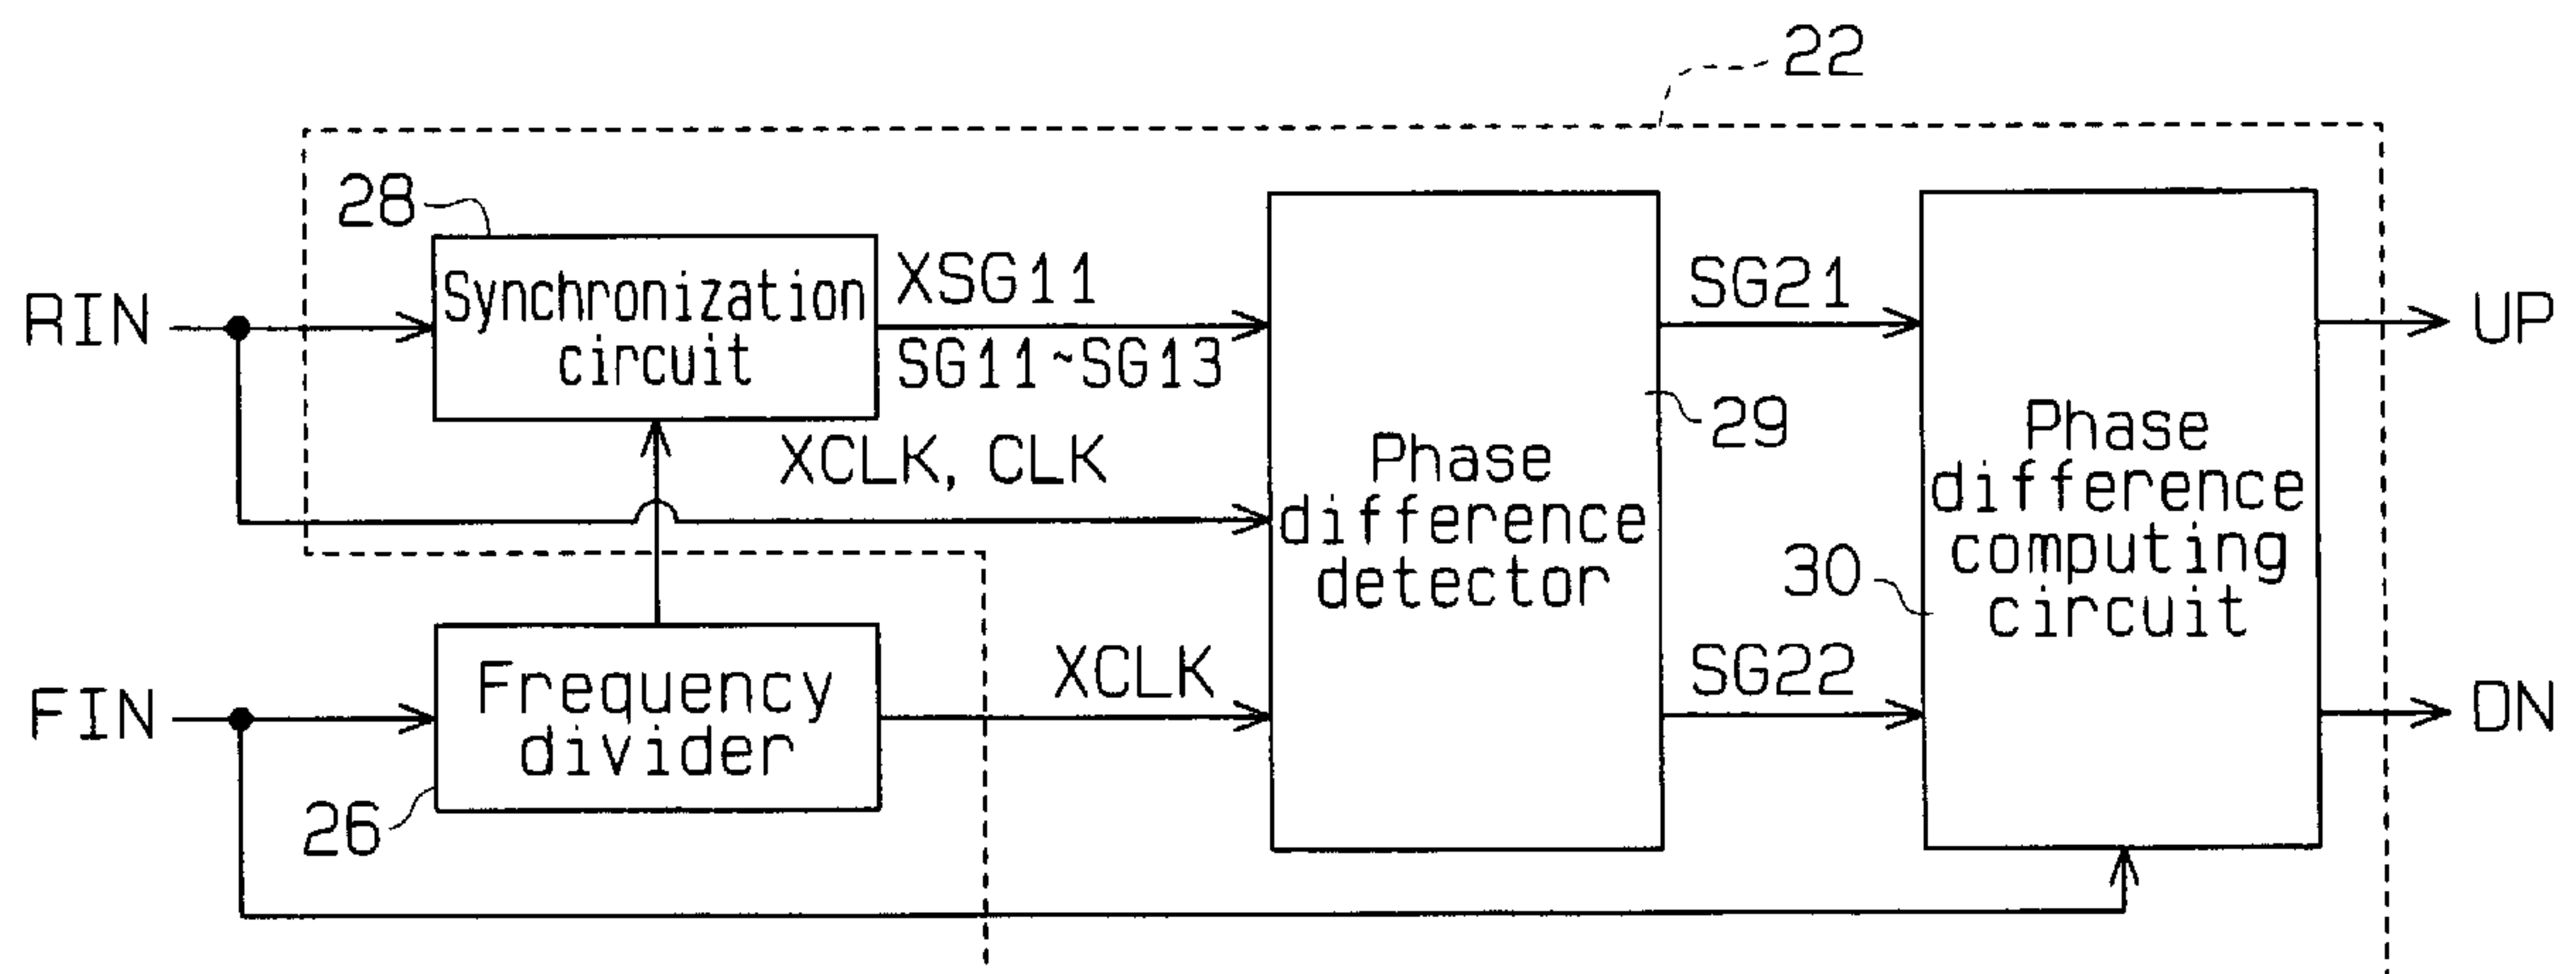 22
28
Synchronization
circuit
XSG11
SG11~SG13
RIN
XCLK, CLK
Phase
difference
detector
29
SG21
SG22
Phase
difference
computing
circuit
30
UP
DN
FIN
Frequency
divider
26
XCLK